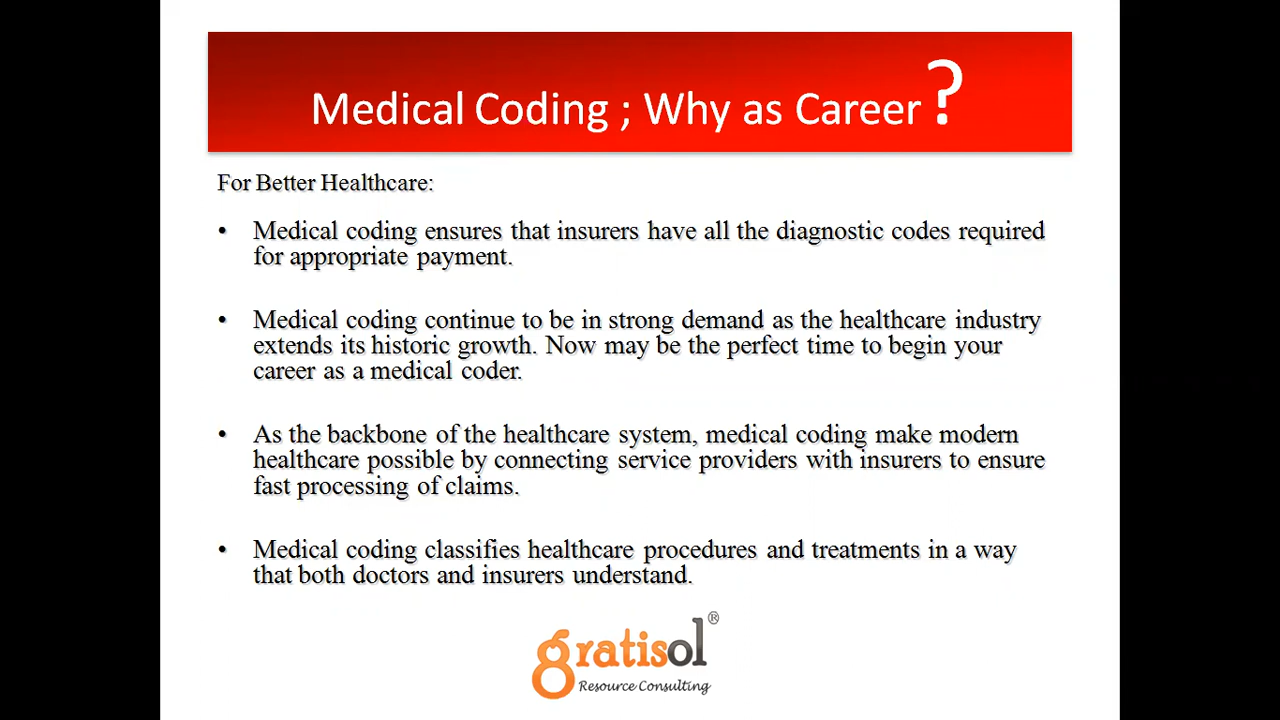 Medical Coding ; Why as Career?
For Better Healthcare:
• Medical coding ensures that insurers have all the diagnostic codes required
for appropriate payment.
• Medical coding continue to be in strong demand as the healthcare industry
extends its historic growth. Now may be the perfect time to begin your
career as a medical coder.
• As the backbone of the healthcare system, medical coding make modern
healthcare possible by connecting service providers with insurers to ensure
fast processing of claims.
• Medical coding classifies healthcare procedures and treatments in a way
that both doctors and insurers understand.
gratisol®
Resource Consulting